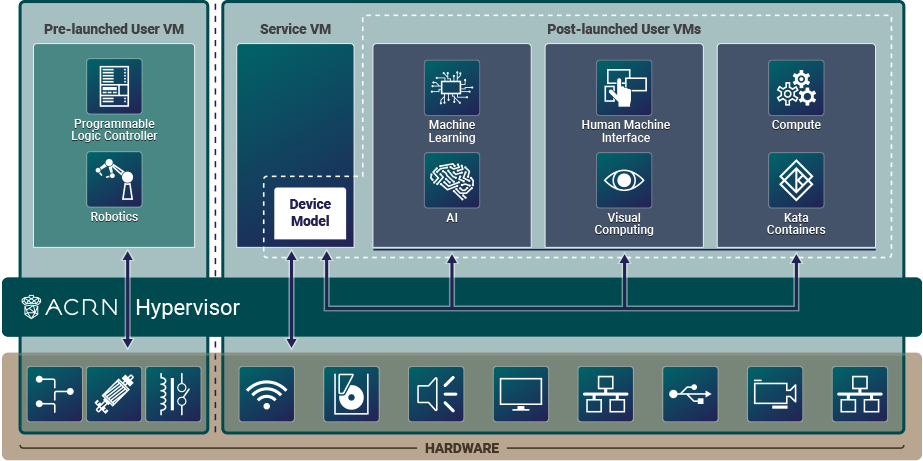 Pre-launched User VM
Service VM
Post-launched User VMs
Programmable
Logic Controller
Robotics
Device
Model
Machine
Learning
AI
Human Machine
Interface
Visual
Computing
Compute
Kata
Containers
ACRN Hypervisor
HARDWARE